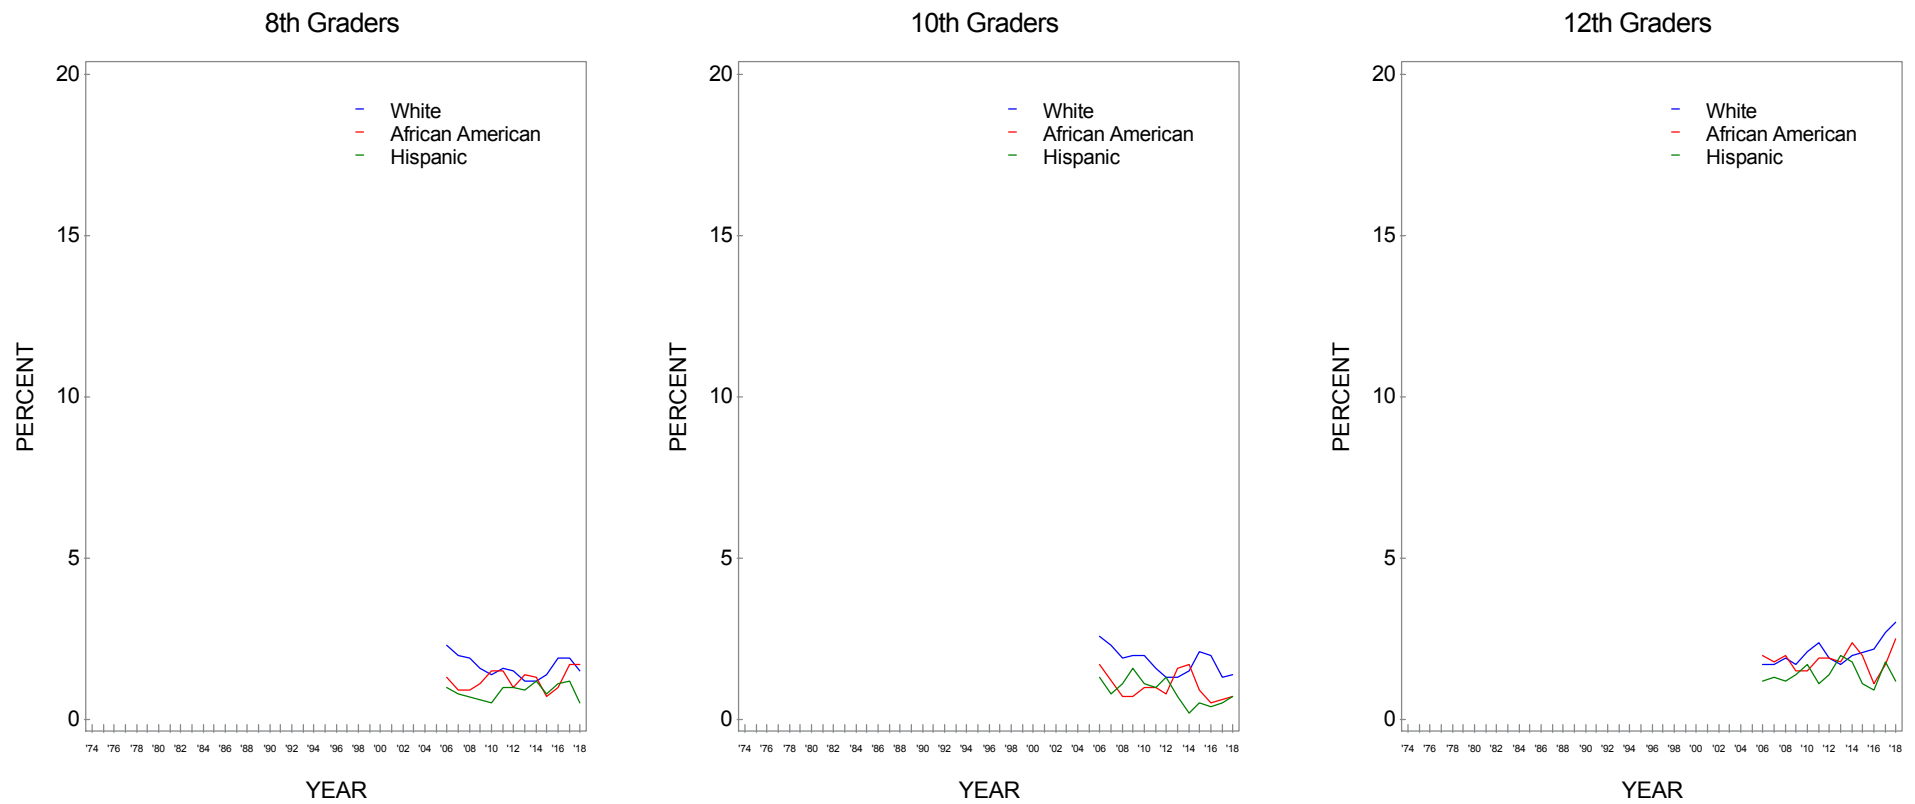 8th Graders
20
15
10
5
0
PERCENT
White
African American
Hispanic
'74 '76 '78 '80 '82 '84 '86 '88 '90 '92 '94 '96 '98 '00 '02 '04 '06 '08 '10 '12 '14 '16 '18
YEAR
10th Graders
20
15
10
5
0
PERCENT
White
African American
Hispanic
'74 '76 '78 '80 '82 '84 '86 '88 '90 '92 '94 '96 '98 '00 '02 '04 '06 '08 '10 '12 '14 '16 '18
YEAR
12th Graders
20
15
10
5
0
PERCENT
White
African American
Hispanic
'74 '76 '78 '80 '82 '84 '86 '88 '90 '92 '94 '96 '98 '00 '02 '04 '06 '08 '10 '12 '14 '16 '18
YEAR